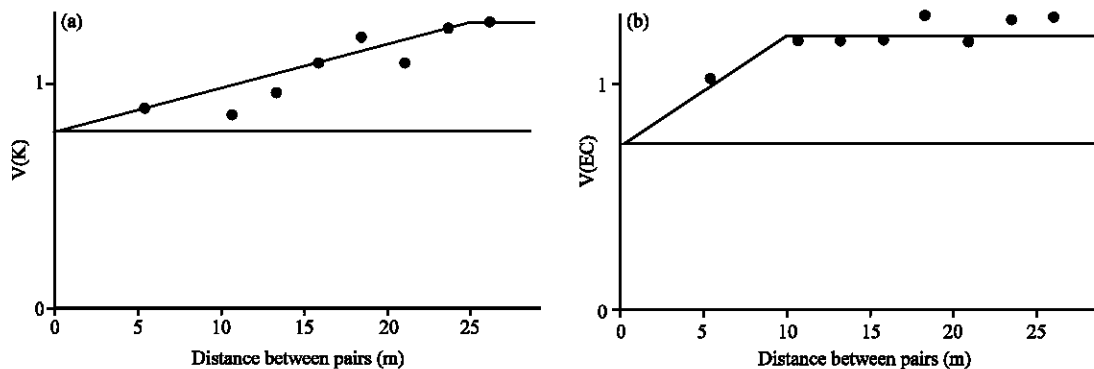 (a)
V(K)
1
0
0 5 10 15 20 25
Distance between pairs (m)
(b)
V(EC)
1
0
0 5 10 15 20 25
Distance between pairs (m)